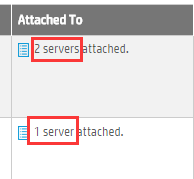 Attached To
2 servers attached.
1 server attached.